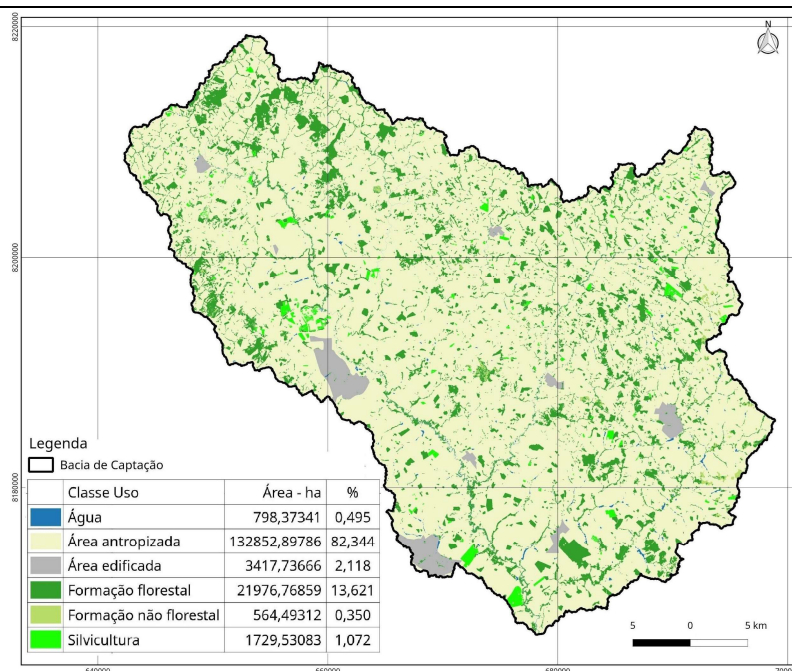 N
8220000
8200000
8180000
Legenda
Bacia de Captação
Classe Uso Área - ha %
Água 798,37341 0,495
Área antropizada 132852,89786 82,344
Área edificada 3417,73666 2,118
Formação florestal 21976,76859 13,621
Formação não florestal 564,49312 0,350
Silvicultura 1729,53083 1,072
5 0 5 km
640000 660000 680000